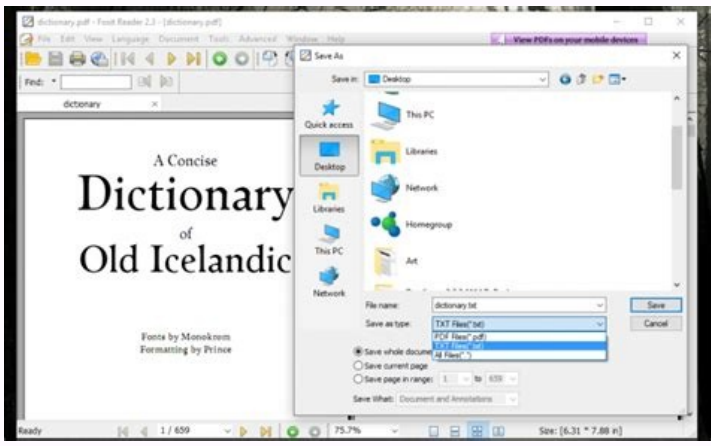 dictionary.pdf - Foxit Reader 2.3 - [dictionary.pdf]
File Edit View Language Document Tools Advanced Window Help
View PDFs on your mobile devices
Find:
dictionary
A Concise
Dictionary
of
Old Icelandic
Fonts by Monokrom
Formatting by Prince
Ready
1 / 659
75.7%
Size: [6.31 * 7.88 in]
Save As
Save in: Desktop
Quick access
Desktop
Libraries
This PC
Network
This PC
Libraries
Network
Homegroup
Art
File name: dictionary.txt
Save
Save as type: TXT Files(*.txt)
Cancel
PDF Files(*.pdf)
TXT Files(*.txt)
All Files(*.*)
Save whole docume
Save current page
Save page in range: 1 to 659
Save What: Document and Annotations